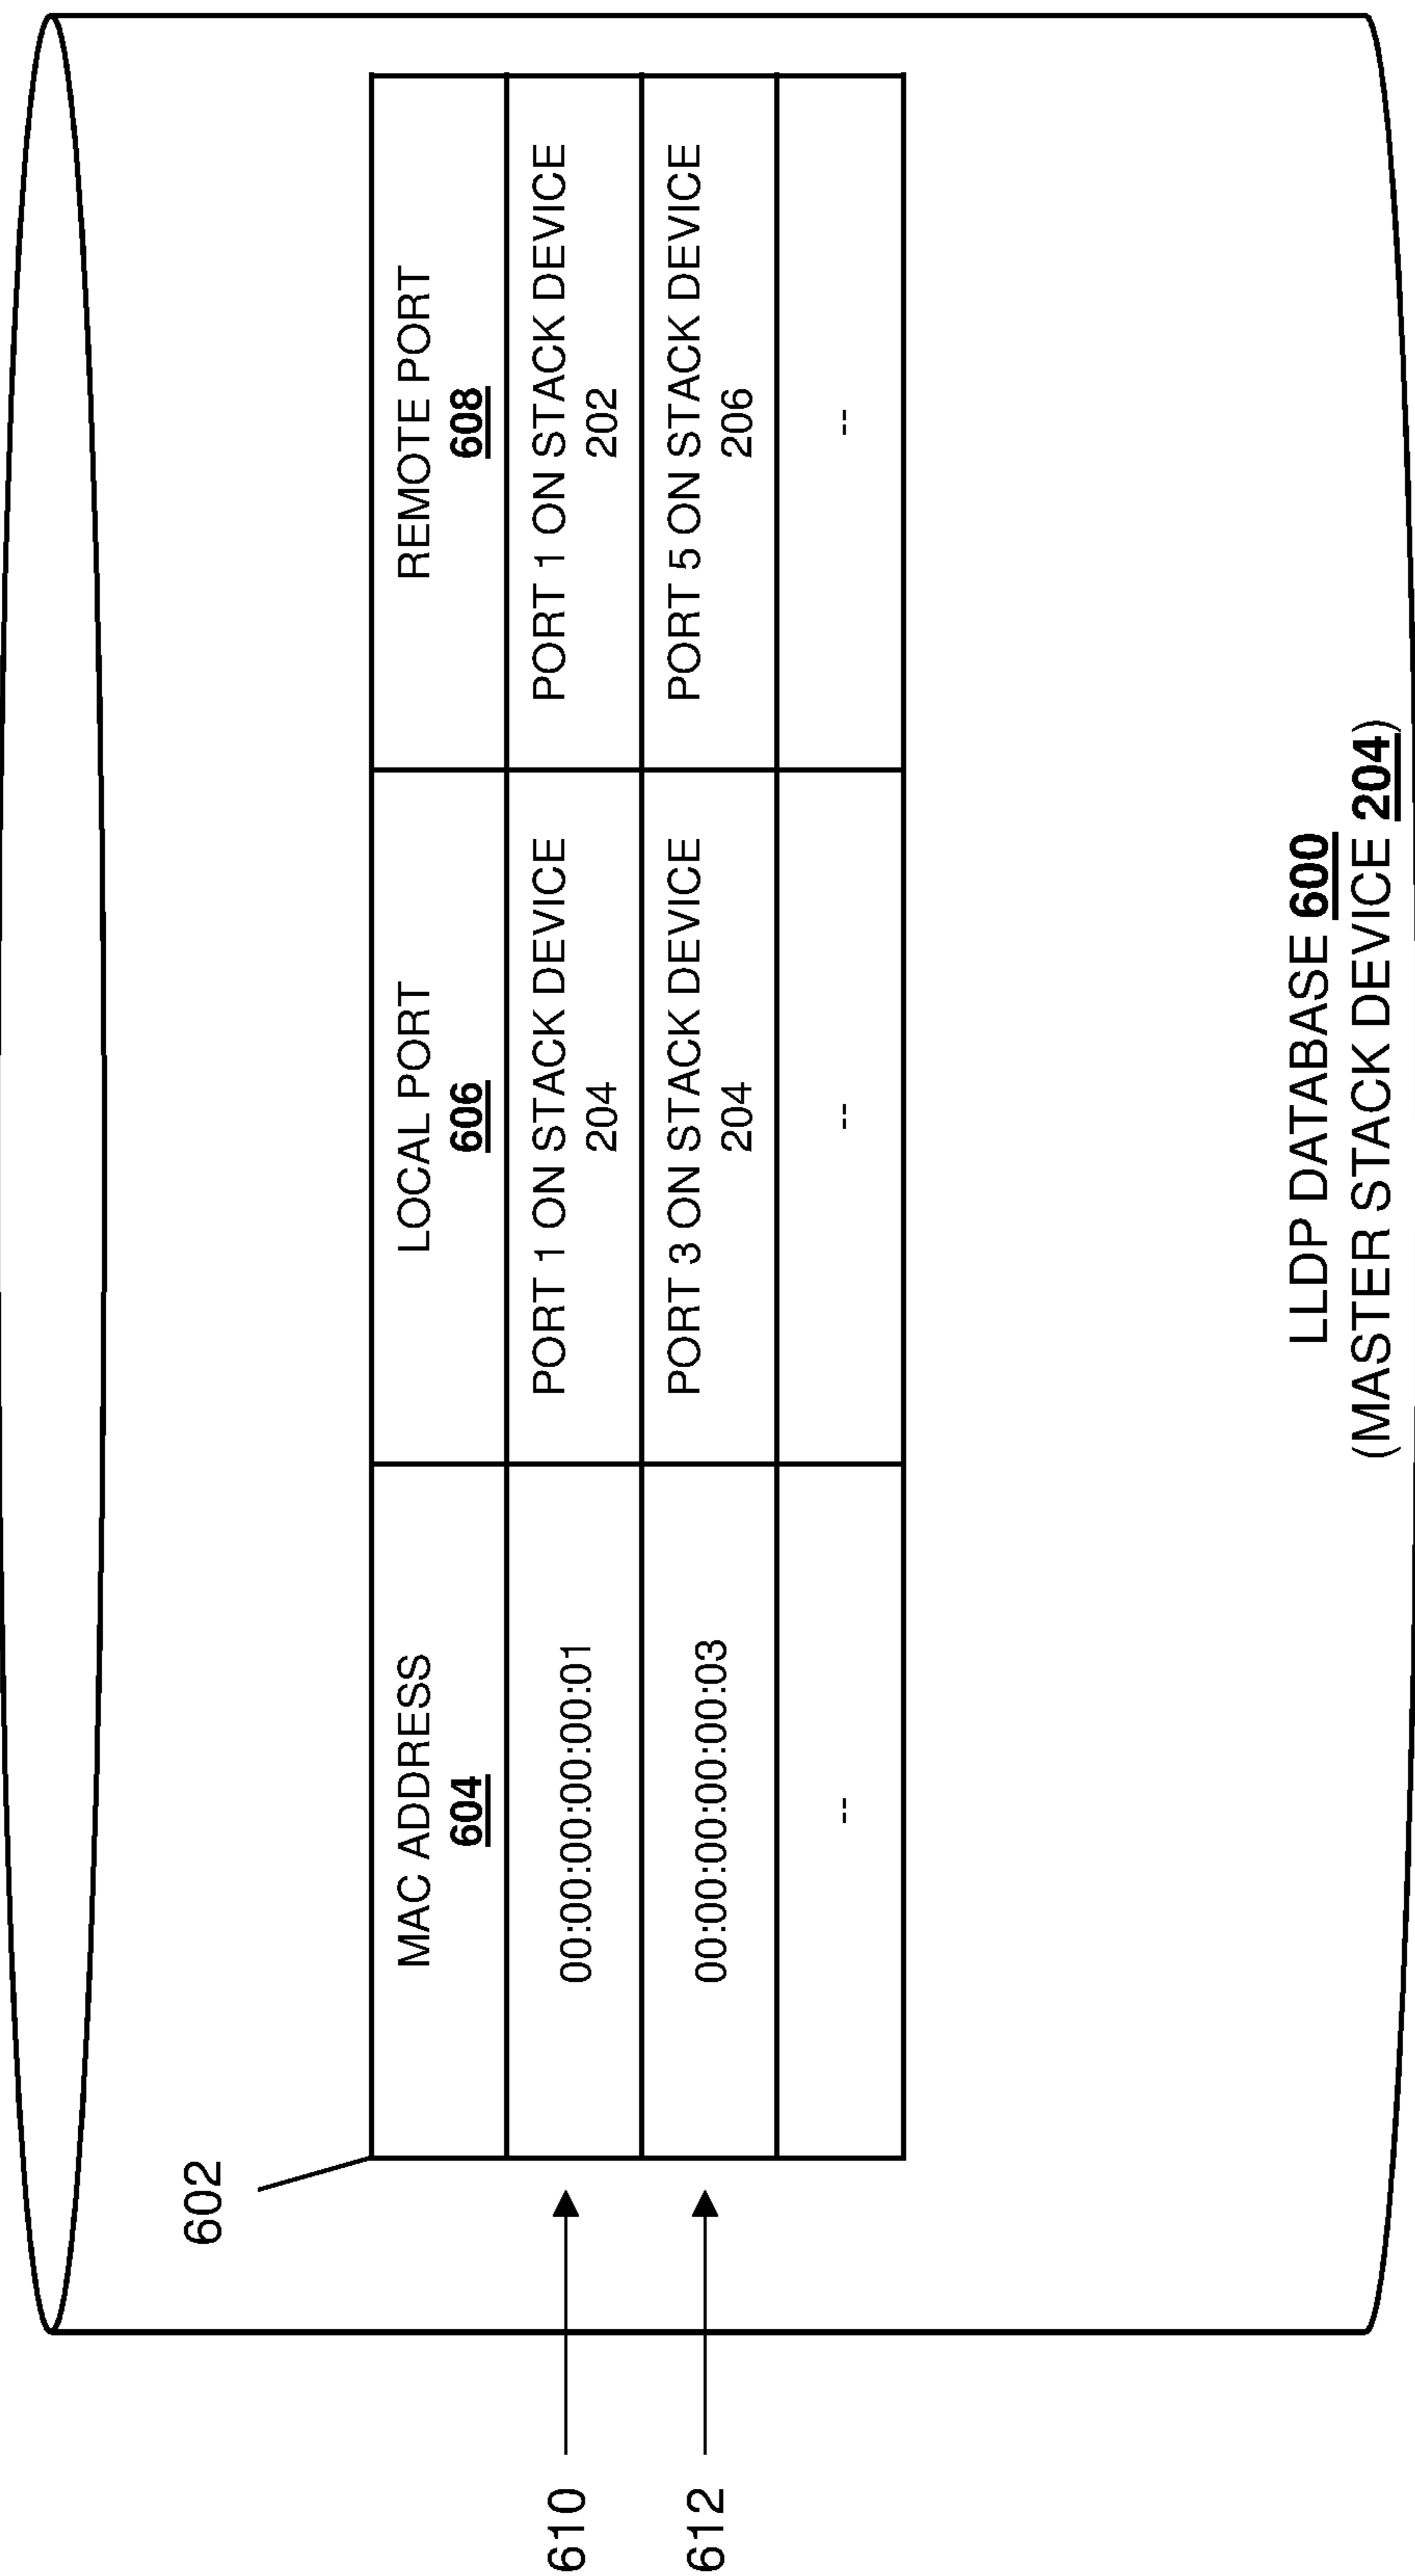 602
MAC ADDRESS
604
LOCAL PORT
606
REMOTE PORT
608
610
00:00:00:00:00:01
PORT 1 ON STACK DEVICE
204
PORT 1 ON STACK DEVICE
202
612
00:00:00:00:00:03
PORT 3 ON STACK DEVICE
204
PORT 5 ON STACK DEVICE
206
--
--
--
LLDP DATABASE 600
(MASTER STACK DEVICE 204)